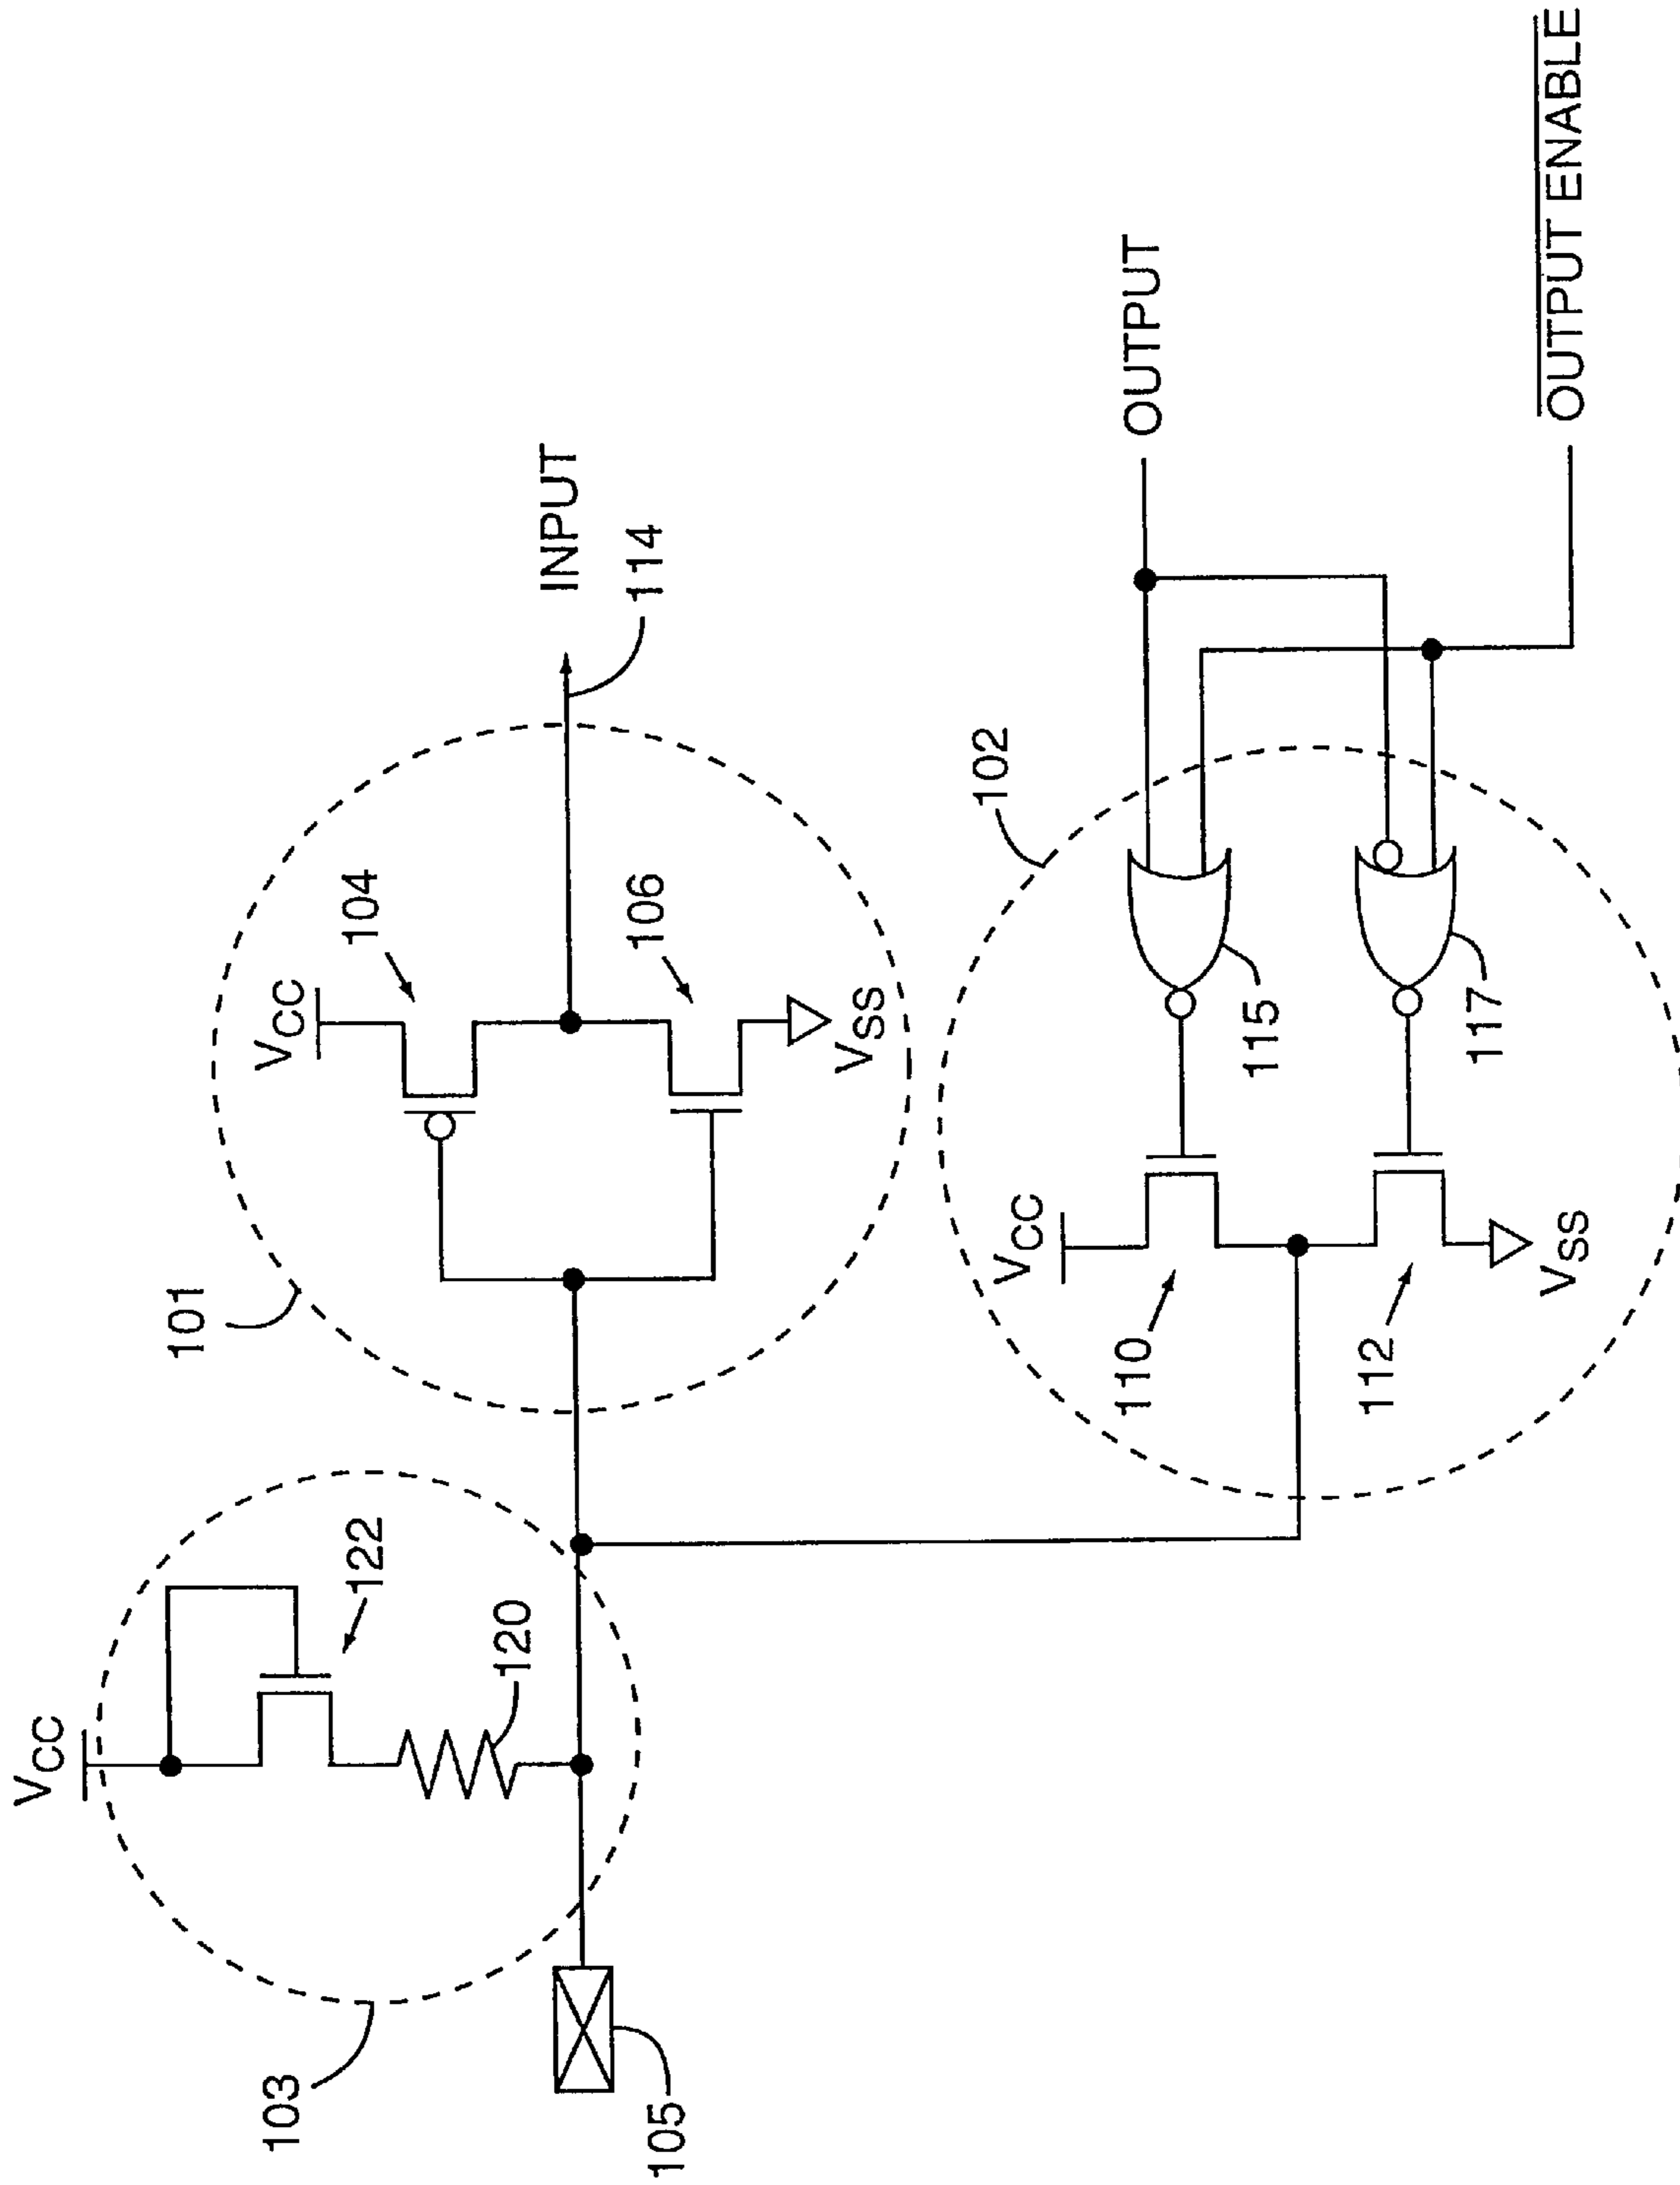 VCC
101
103
VCC
122
104
120
INPUT
105
106
114
VSS
102
VCC
110
OUTPUT
115
112
117
VSS
OUTPUT ENABLE